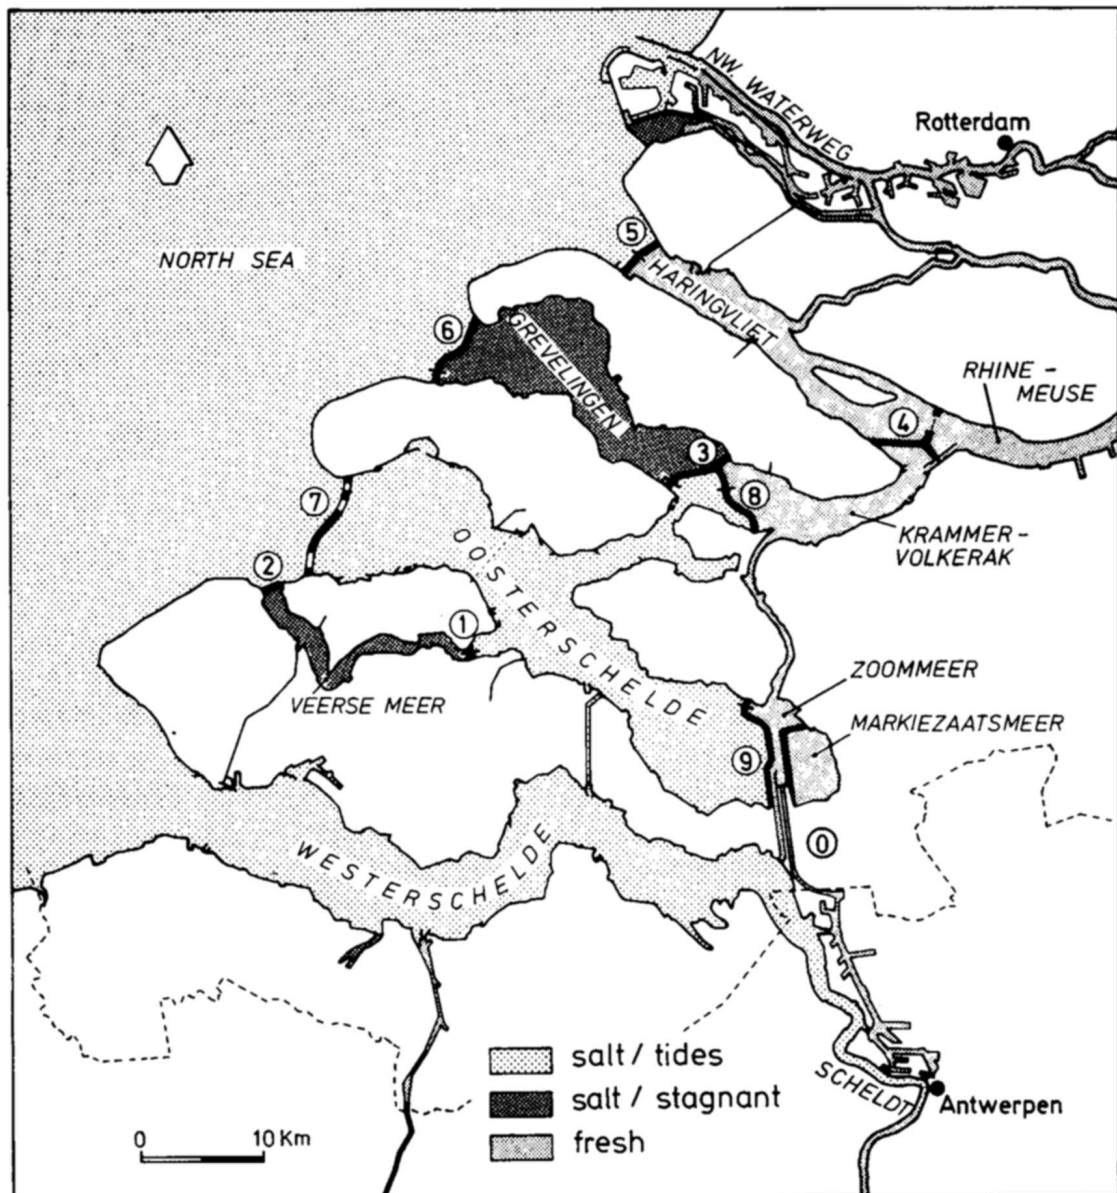 NW. WATERWEG
Rotterdam
NORTH SEA
5
HARINGVLIET
6
GREVELINGEN
RHINE -
MEUSE
4
3
8
7
KRAMMER -
VOLKERAK
OOSTERSCHELDE
2
1
ZOOMMEER
VEERSE MEER
MARKIEZAATSMEER
9
0
WESTERSCHELDE
salt / tides
SCHELDT
salt / stagnant
Antwerpen
fresh
0 10 Km